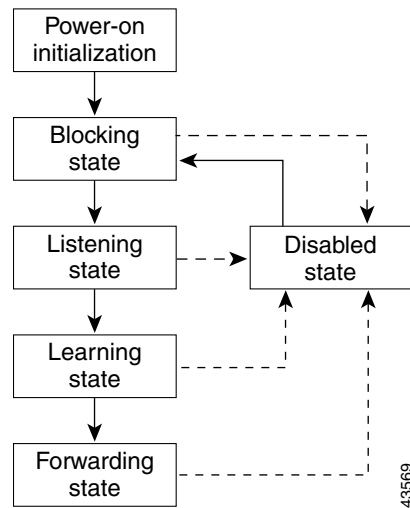 Power-on
initialization
Blocking
state
Listening
state
Disabled
state
Learning
state
Forwarding
state
43569